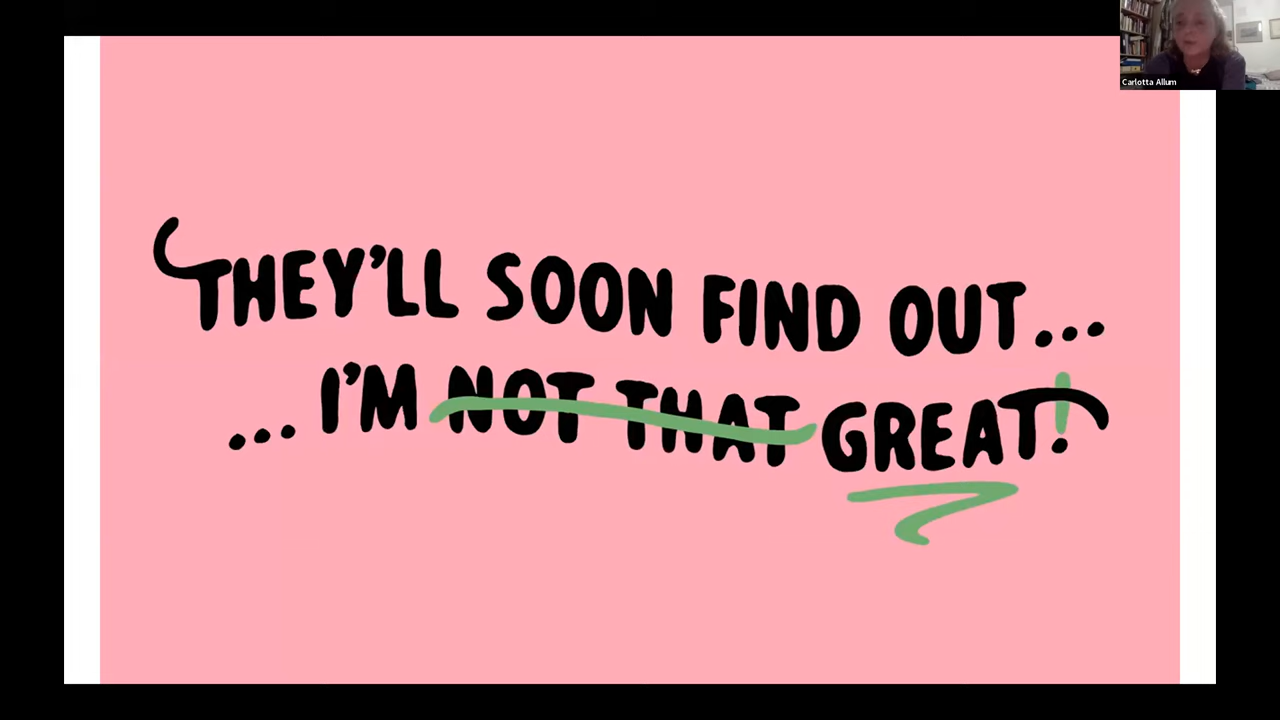 Carlotta Allum
THEY'LL SOON FIND OUT...
...I'M NOT THAT GREAT!